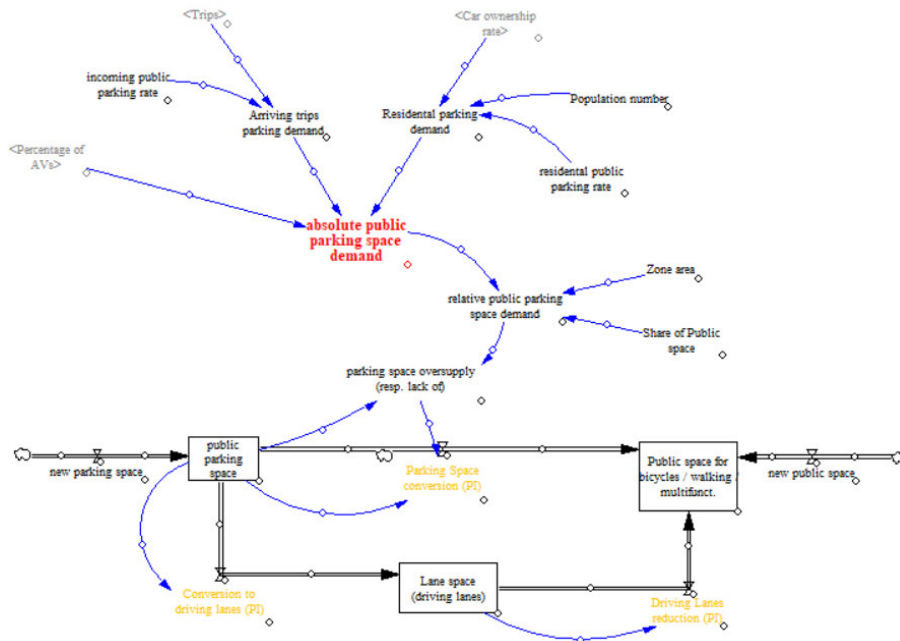 <Trips>
<Car ownership
rate>
incoming public
parking rate
Arriving trips
parking demand
Residental parking
demand
Population number
<Percentage of
AVs>
residental public
parking rate
absolute public
parking space
demand
Zone area
relative public parking
space demand
Share of Public
space
parking space oversupply
(resp. lack of)
public
parking
space
new parking space
Parking Space
conversion (PI)
Public space for
bicycles / walking /
multifunct.
new public space
Conversion to
driving lanes (PI)
Lane space
(driving lanes)
Driving Lanes
reduction (PI)